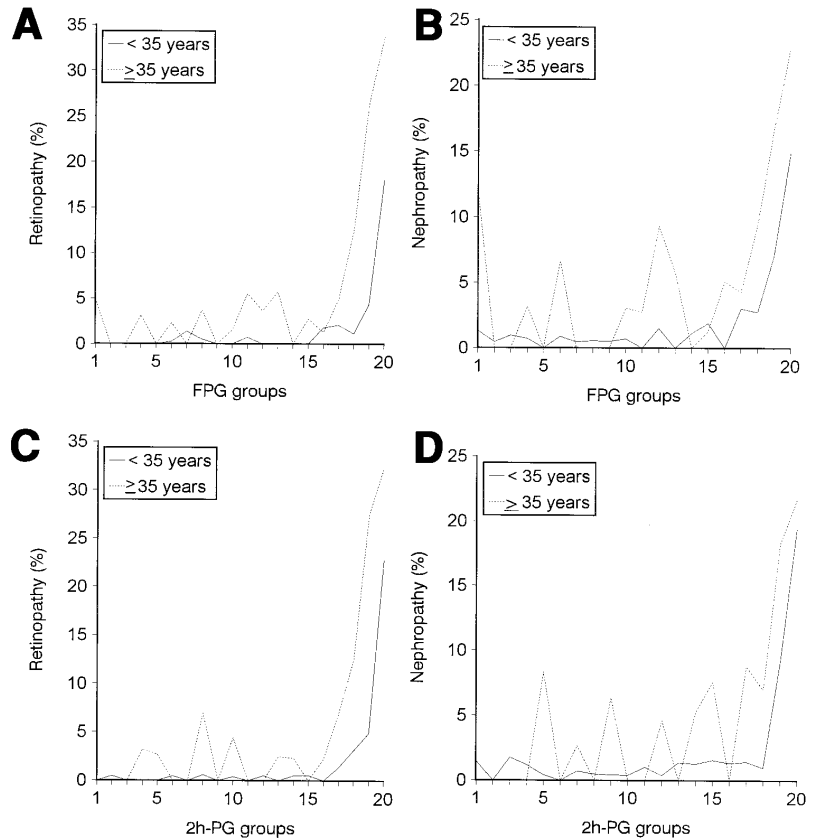 A
35
30
25
20
15
10
5
0
Retinopathy (%)
< 35 years
≥ 35 years
1 5 10 15 20
FPG groups
B
25
20
15
10
5
0
Nephropathy (%)
< 35 years
≥ 35 years
1 5 10 15 20
FPG groups
C
35
30
25
20
15
10
5
0
Retinopathy (%)
< 35 years
≥ 35 years
1 5 10 15 20
2h-PG groups
D
25
20
15
10
5
0
Nephropathy (%)
< 35 years
≥ 35 years
1 5 10 15 20
2h-PG groups